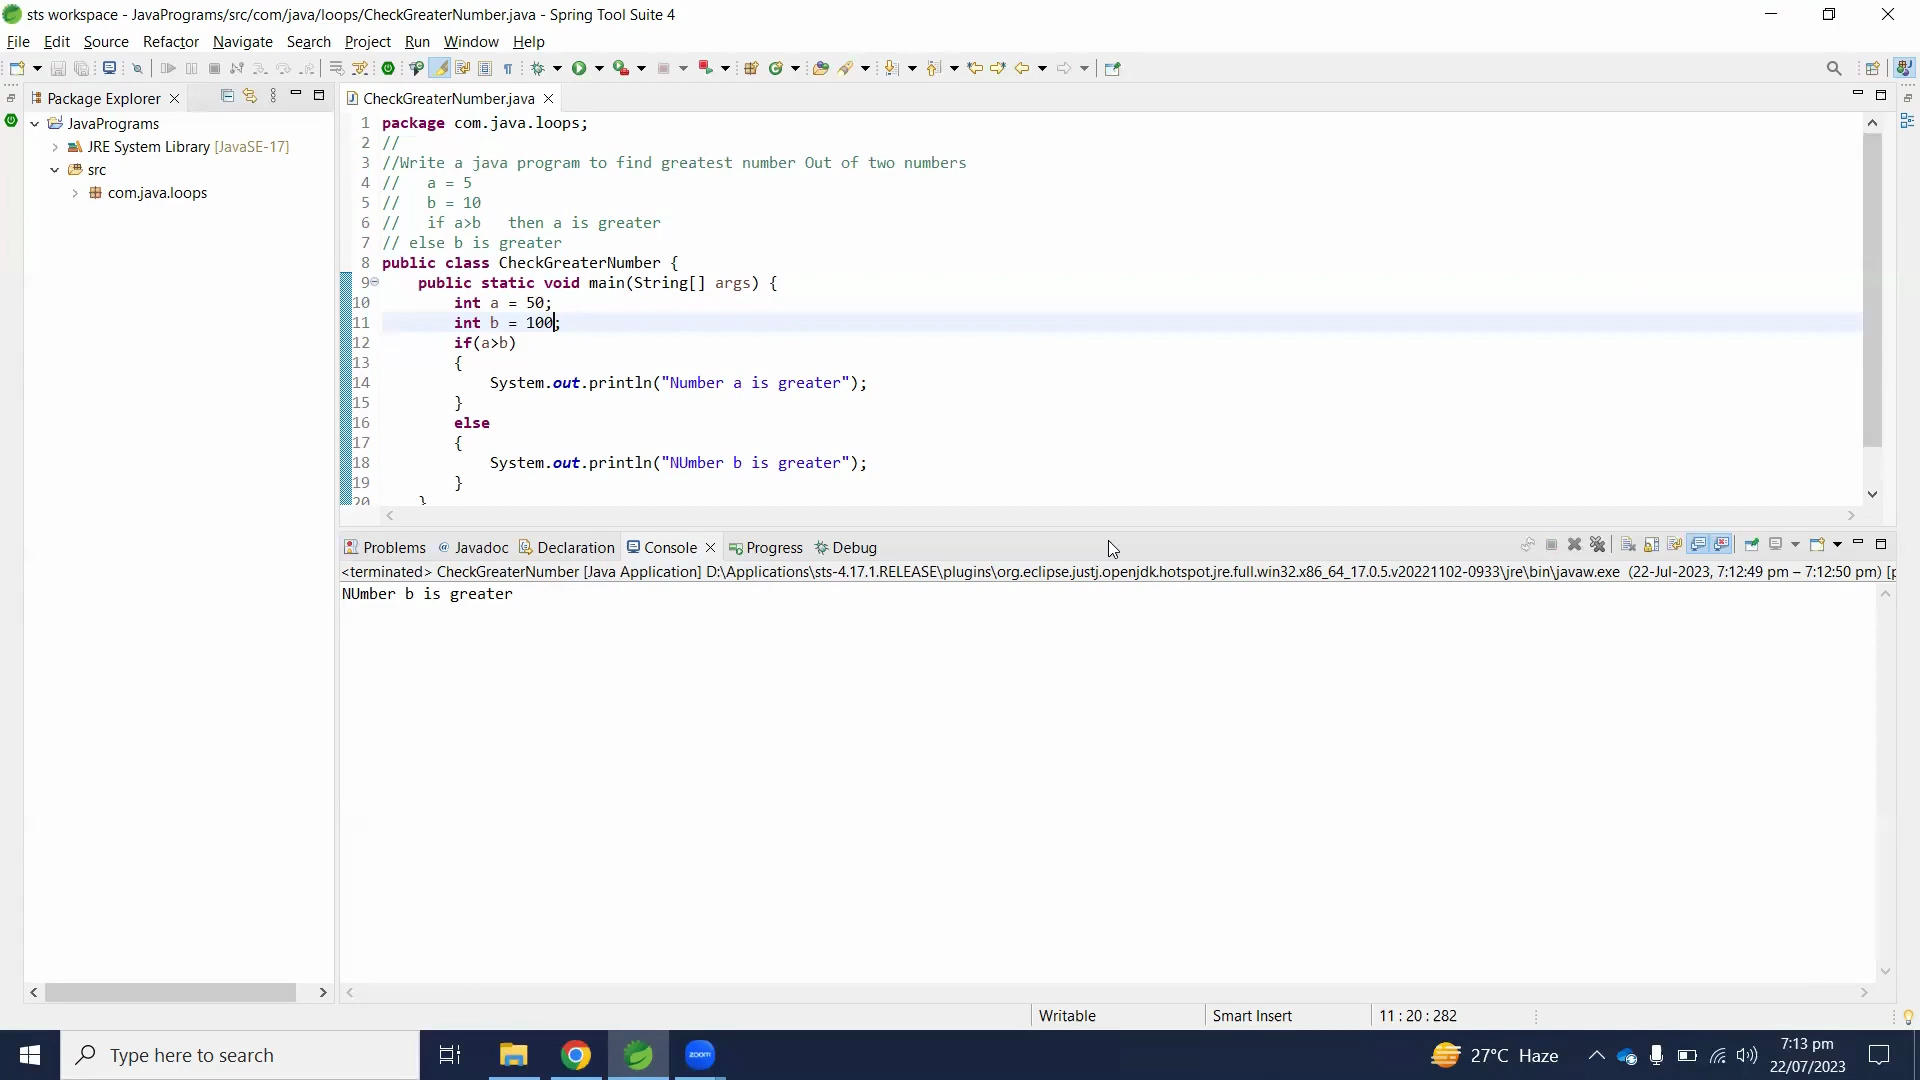 sts workspace - JavaPrograms/src/com/java/loops/CheckGreaterNumber.java - Spring Tool Suite 4
File Edit Source Refactor Navigate Search Project Run Window Help
Package Explorer
CheckGreaterNumber.java
JavaPrograms
JRE System Library [JavaSE-17]
src
com.java.loops
1 package com.java.loops;
2 //
3 //Write a java program to find greatest number Out of two numbers
4 //   a = 5
5 //   b = 10
6 //   if a>b   then a is greater
7 // else b is greater
8 public class CheckGreaterNumber {
9     public static void main(String[] args) {
10         int a = 50;
11         int b = 100;
12         if(a>b)
13         {
14             System.out.println("Number a is greater");
15         }
16         else
17         {
18             System.out.println("NUmber b is greater");
19         }
20     }
Problems Javadoc Declaration Console Progress Debug
<terminated> CheckGreaterNumber [Java Application] D:\Applications\sts-4.17.1.RELEASE\plugins\org.eclipse.justj.openjdk.hotspot.jre.full.win32.x86_64_17.0.5.v20221102-0933\jre\bin\javaw.exe (22-Jul-2023, 7:12:49 pm – 7:12:50 pm) [p
NUmber b is greater
Writable Smart Insert 11 : 20 : 282
Type here to search
zoom
27°C Haze
7:13 pm
22/07/2023